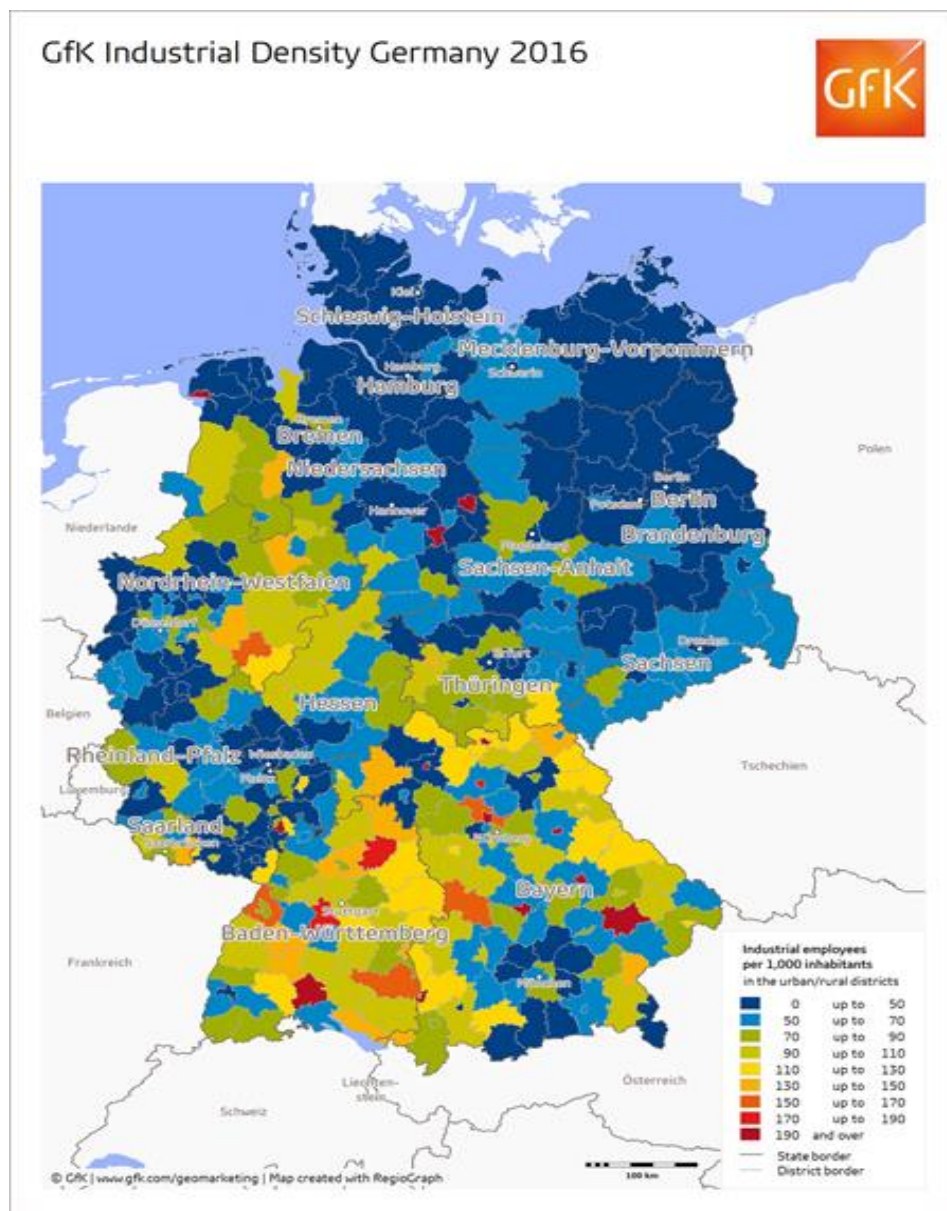 GfK Industrial Density Germany 2016
GfK
Kiel
Schleswig-Holstein
Mecklenburg-Vorpommern
Schwerin
Hamburg
Hamburg
Bremen
Bremen
Niedersachsen
Hannover
Polen
Berlin
Berlin
Potsdam
Brandenburg
Niederlande
Magdeburg
Sachsen-Anhalt
Nordrhein-Westfalen
Düsseldorf
Dresden
Sachsen
Erfurt
Thüringen
Hessen
Belgien
Rheinland-Pfalz
Wiesbaden
Mainz
Tschechien
Luxemburg
Saarland
Saarbrücken
Bayern
Stuttgart
Baden-Württemberg
Frankreich
München
Liechten-
stein
Österreich
Schweiz
Industrial employees
per 1,000 inhabitants
in the urban/rural districts
0 up to 50
50 up to 70
70 up to 90
90 up to 110
110 up to 130
130 up to 150
150 up to 170
170 up to 190
190 and over
State border
District border
100 km
© GfK | www.gfk.com/geomarketing | Map created with RegioGraph